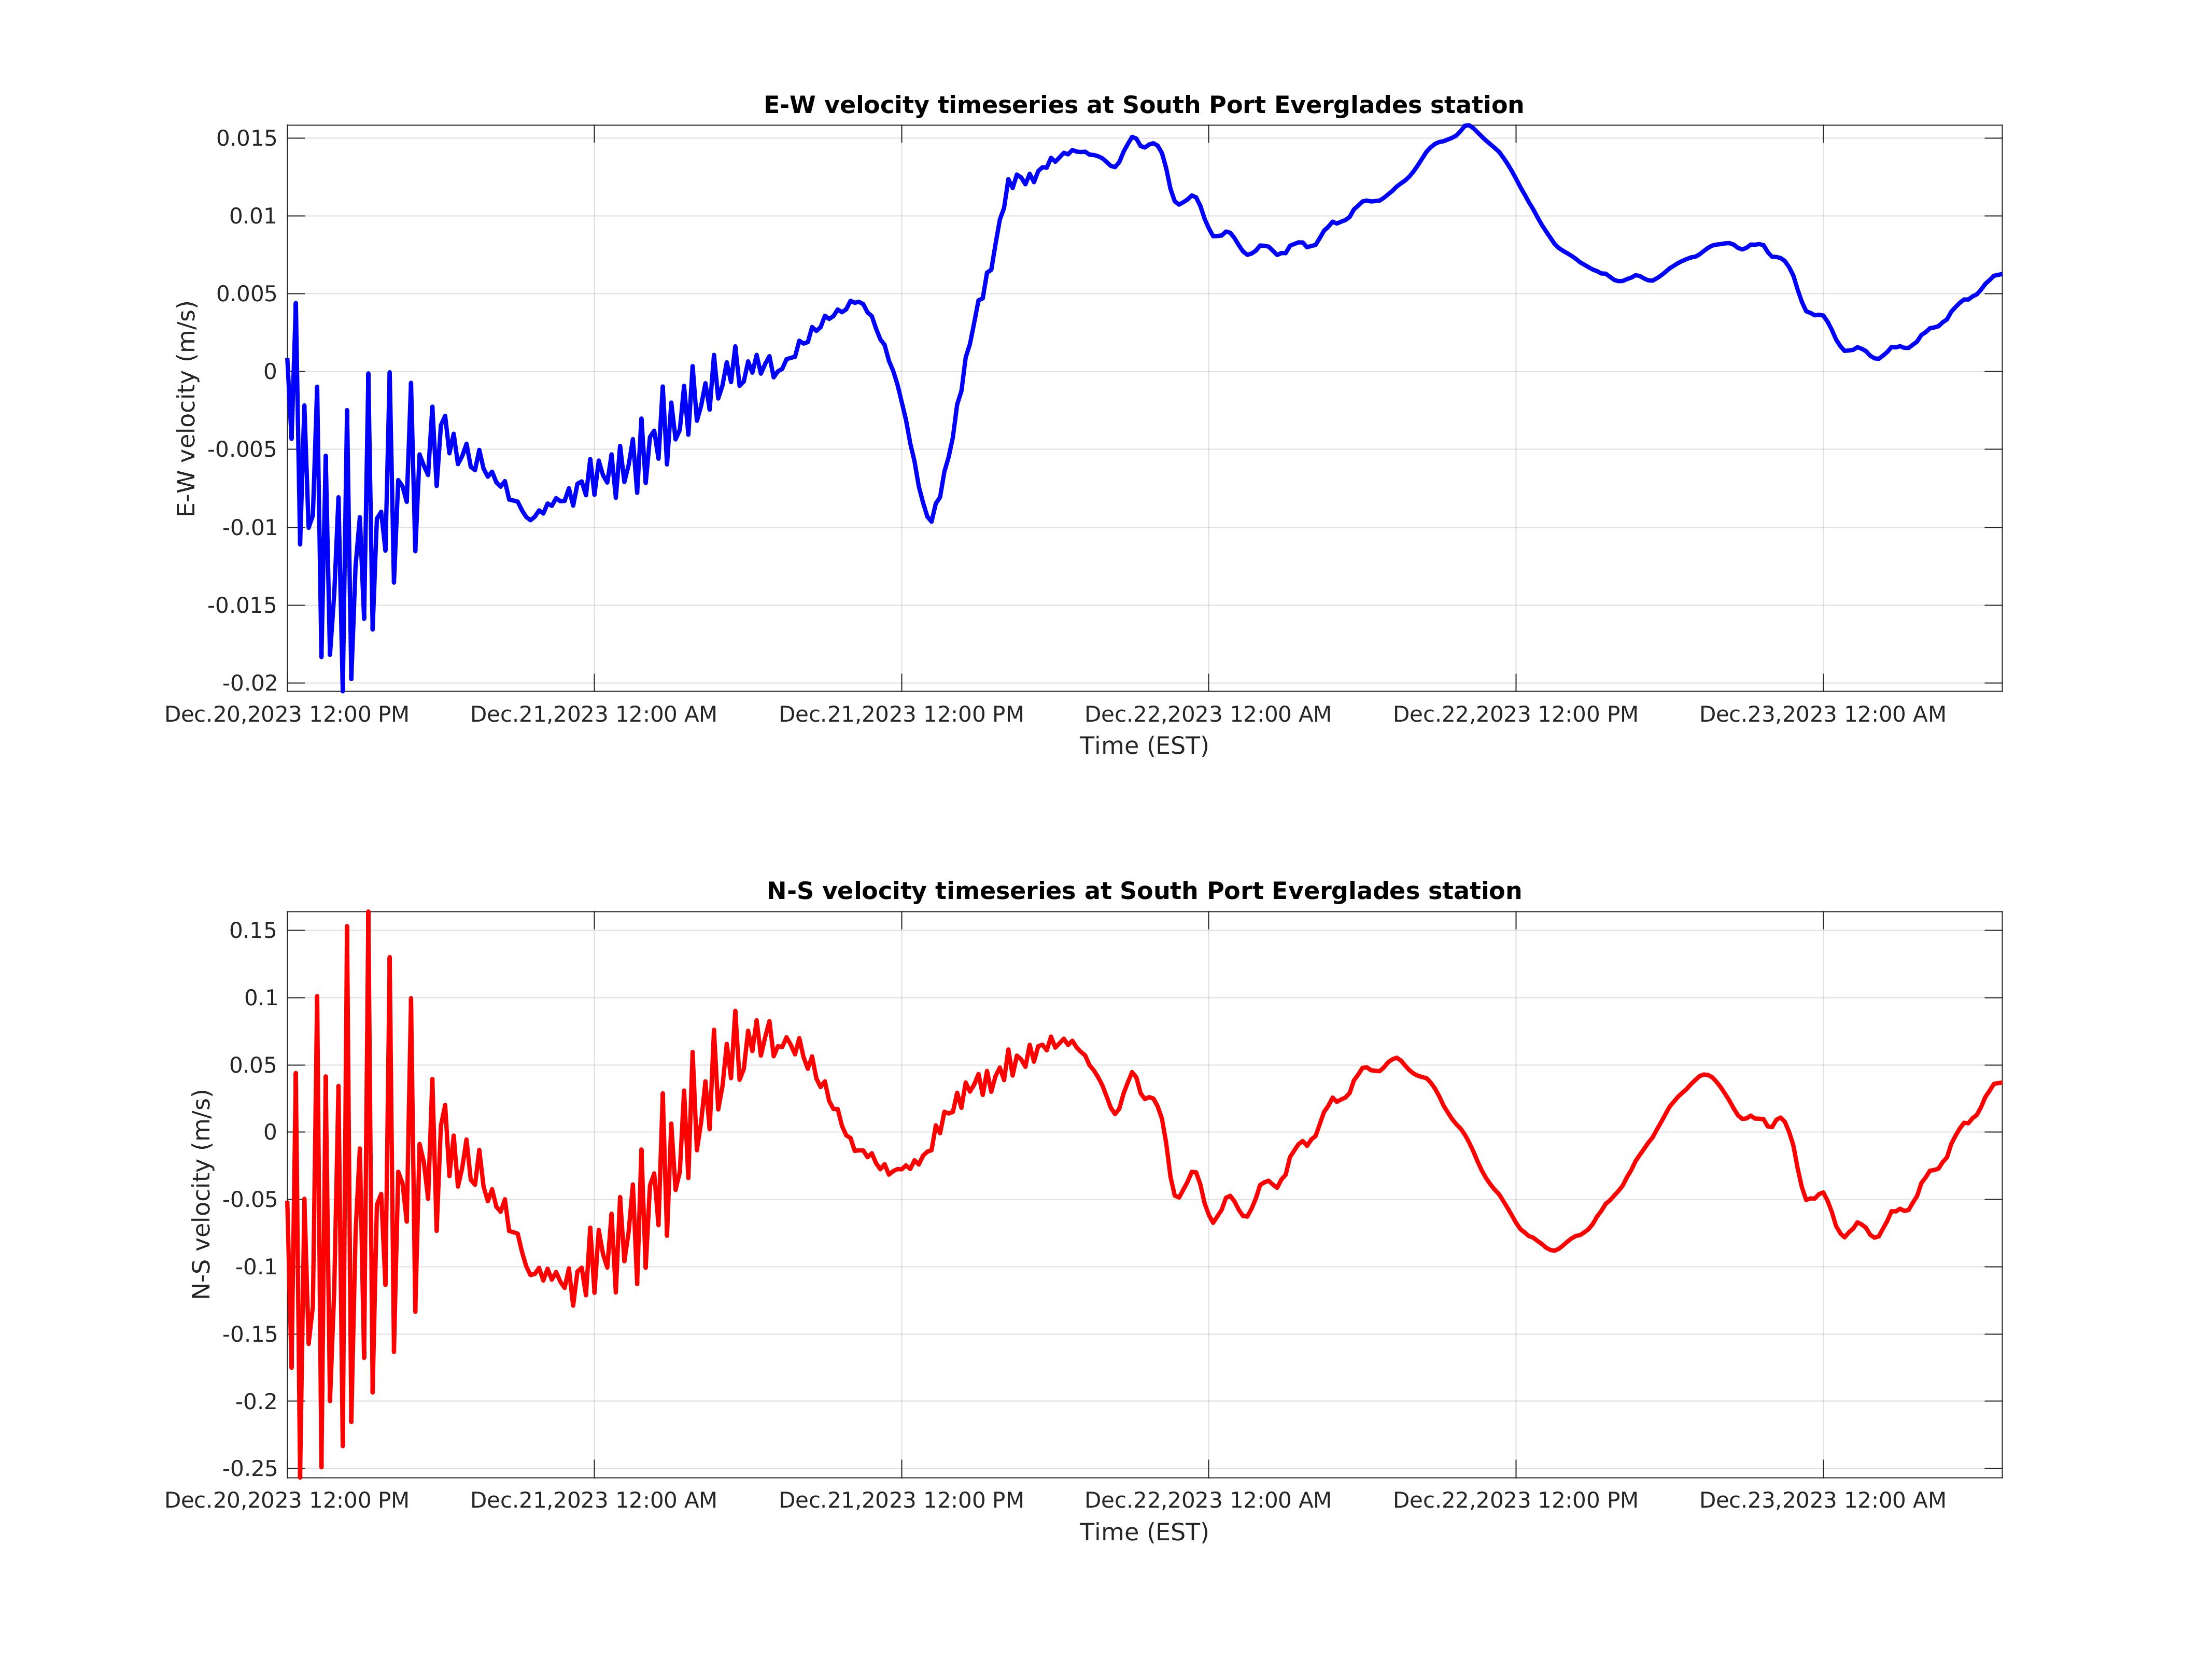 E-W velocity timeseries at South Port Everglades station
E-W velocity (m/s)
0.015
0.01
0.005
0
-0.005
-0.01
-0.015
-0.02
Dec.20,2023 12:00 PM
Dec.21,2023 12:00 AM
Dec.21,2023 12:00 PM
Dec.22,2023 12:00 AM
Dec.22,2023 12:00 PM
Dec.23,2023 12:00 AM
Time (EST)
N-S velocity timeseries at South Port Everglades station
N-S velocity (m/s)
0.15
0.1
0.05
0
-0.05
-0.1
-0.15
-0.2
-0.25
Dec.20,2023 12:00 PM
Dec.21,2023 12:00 AM
Dec.21,2023 12:00 PM
Dec.22,2023 12:00 AM
Dec.22,2023 12:00 PM
Dec.23,2023 12:00 AM
Time (EST)